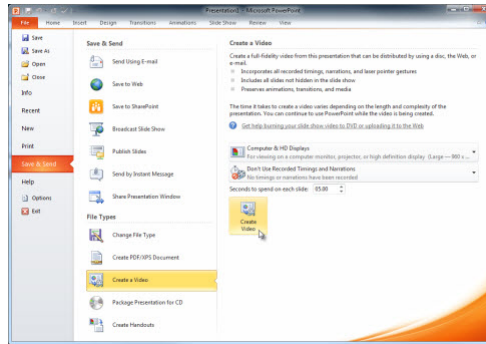 Presentation1 - Microsoft PowerPoint
File Home Insert Design Transitions Animations Slide Show Review View
Save
Save As
Open
Close
Info
Recent
New
Print
Save & Send
Help
Options
Exit
Save & Send
Send Using E-mail
Save to Web
Save to SharePoint
Broadcast Slide Show
Publish Slides
Send by Instant Message
Share Presentation Window
File Types
Change File Type
Create PDF/XPS Document
Create a Video
Package Presentation for CD
Create Handouts
Create a Video
Create a full-fidelity video from this presentation that can be distributed by using a disc, the Web, or
e-mail.
Incorporates all recorded timings, narrations, and laser pointer gestures
Includes all slides not hidden in the slide show
Preserves animations, transitions, and media
The time it takes to create a video varies depending on the length and complexity of the
presentation. You can continue to use PowerPoint while the video is being created.
Get help burning your slide show video to DVD or uploading it to the Web
Computer & HD Displays
For viewing on a computer monitor, projector, or high definition display (Large — 960 x ...
Don't Use Recorded Timings and Narrations
No timings or narrations have been recorded
Seconds to spend on each slide:
Create
Video